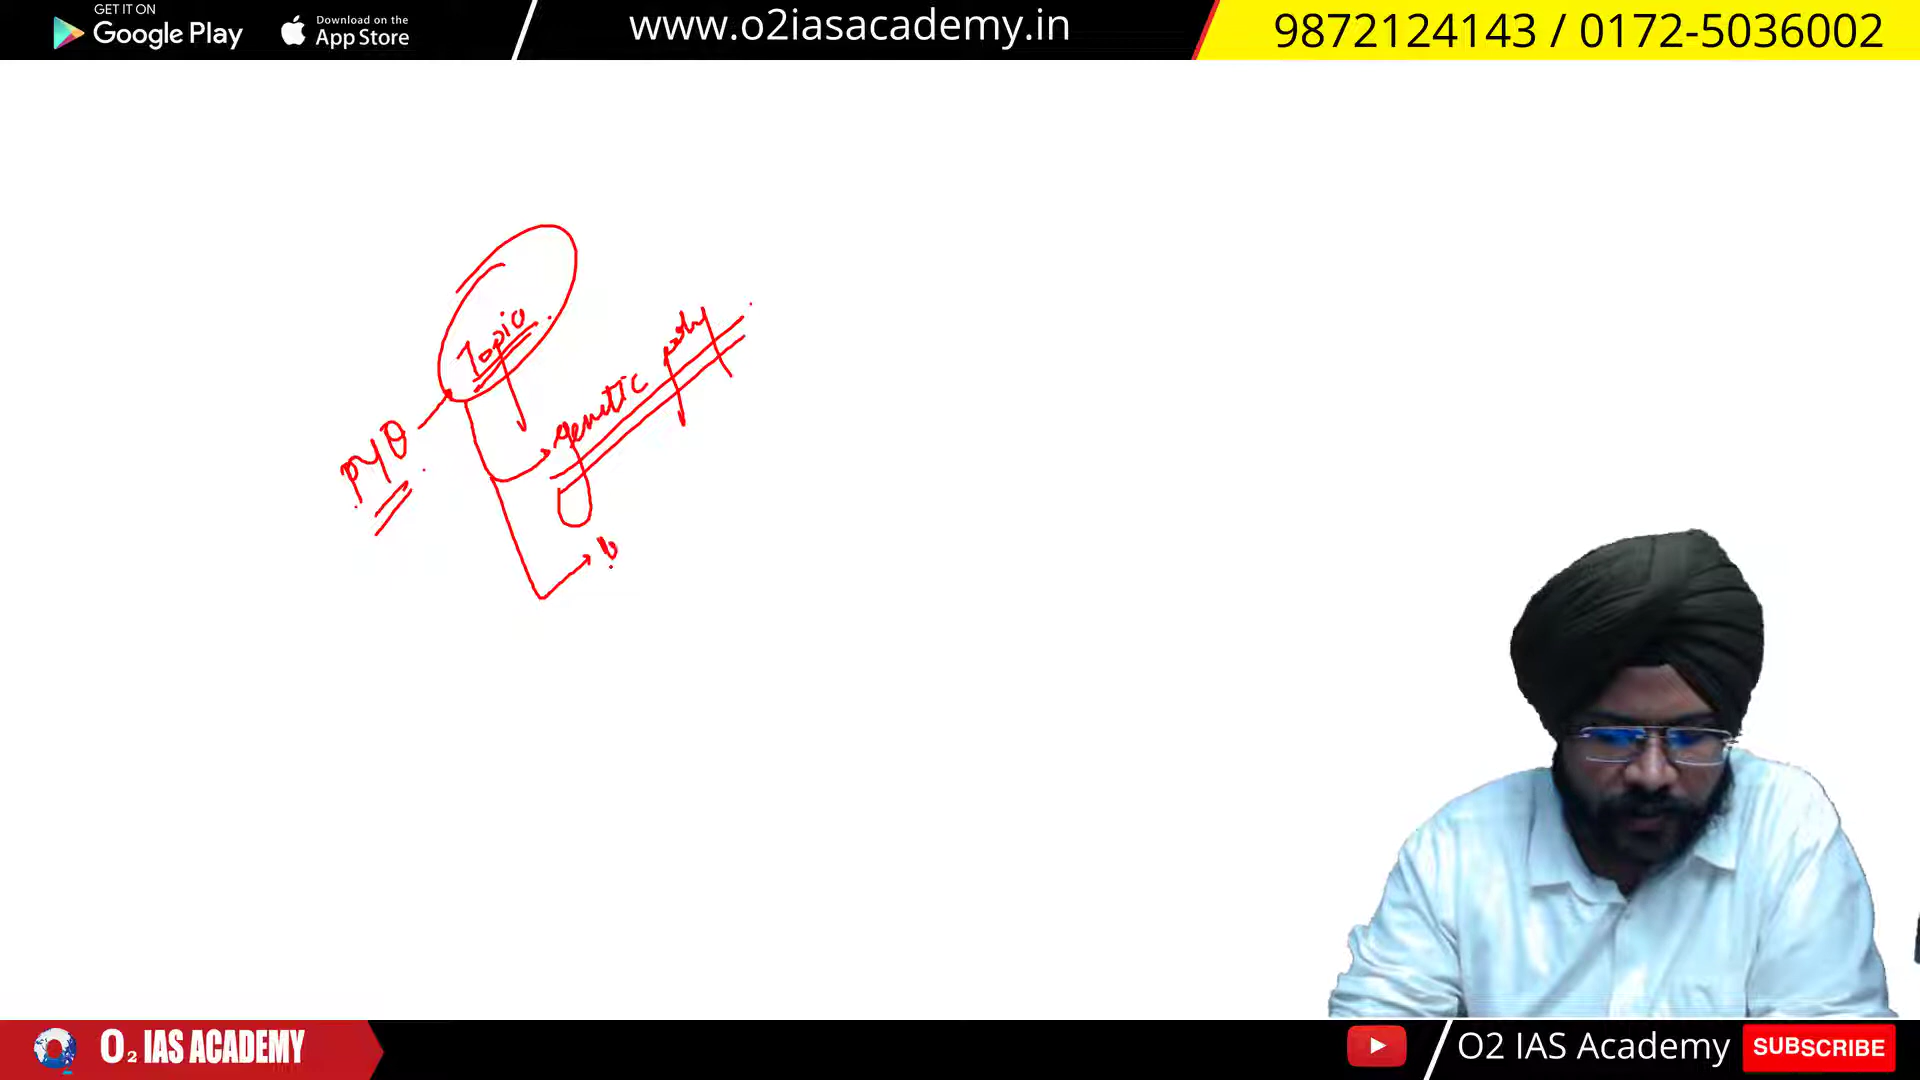 GET IT ON
Google Play
Download on the
App Store
www.o2iasacademy.in
9872124143 / 0172-5036002
Topic
genetic
PYQ
b
O2 IAS ACADEMY
O2 IAS Academy
SUBSCRIBE